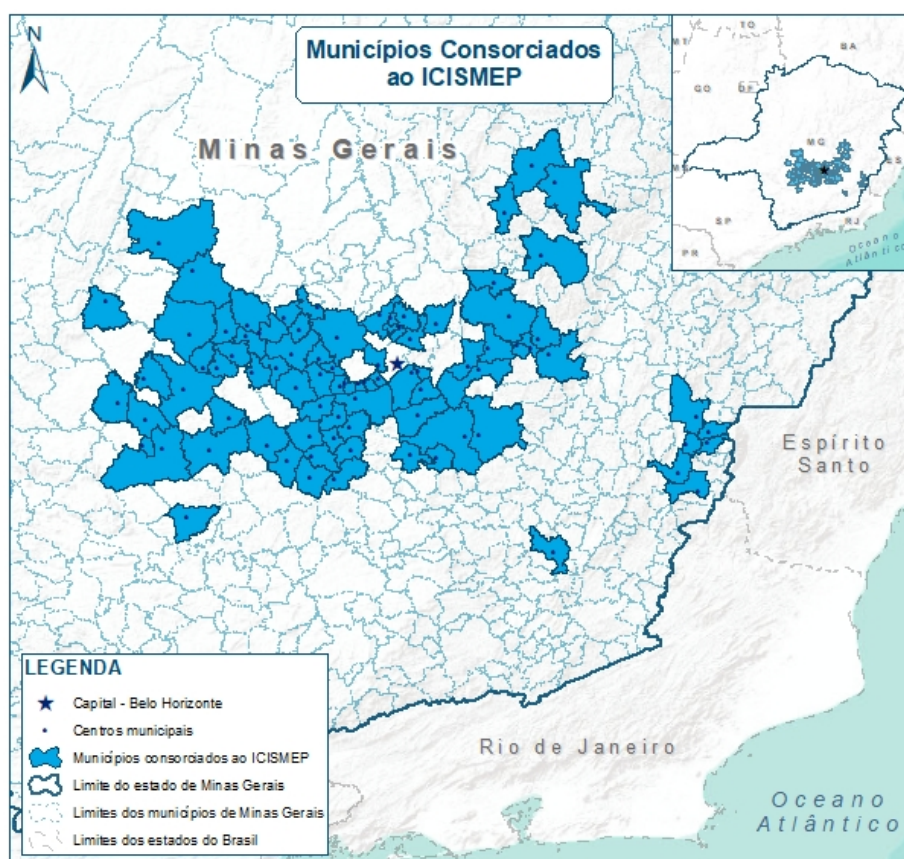 N
Municípios Consorciados
ao ICISMEP
Minas Gerais
TO
MT
BA
GO
DF
MG
ES
SP
RJ
PR
Oceano
Espírito
Santo
LEGENDA
Capital - Belo Horizonte
Centros municipais
Municípios consorciados ao ICISMEP
Limite do estado de Minas Gerais
Limites dos municípios de Minas Gerais
Limites dos estados do Brasil
Rio de Janeiro
Oceano
Atlântico